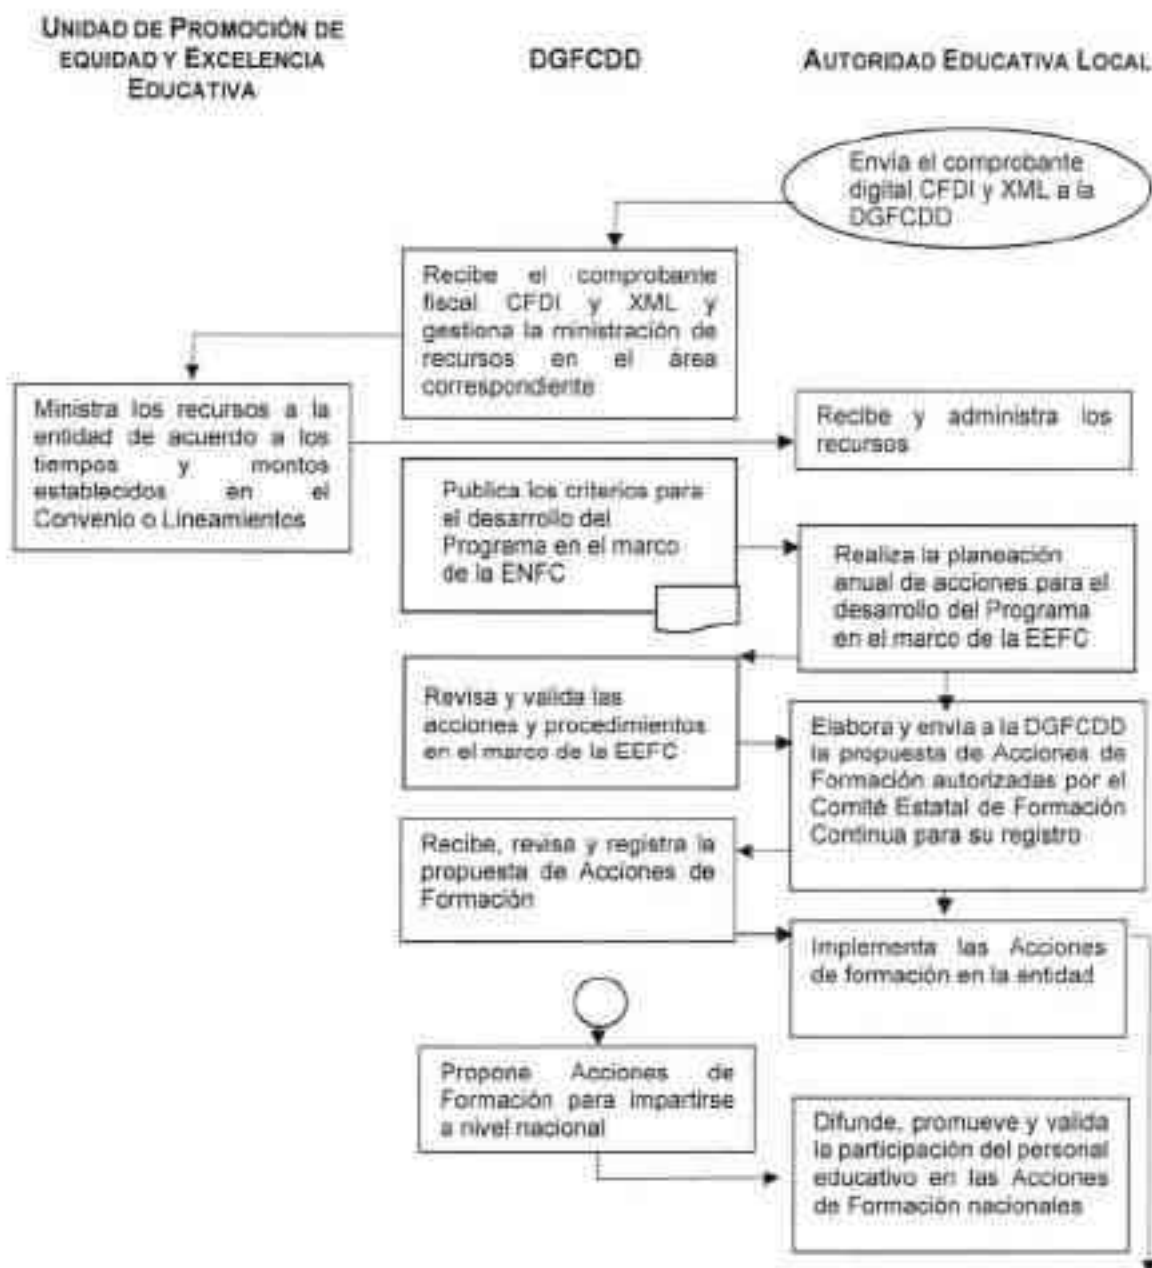 UNIDAD DE PROMOCIÓN DE
EQUIDAD Y EXCELENCIA
EDUCATIVA
DGFCDD
AUTORIDAD EDUCATIVA LOCAL
Envía el comprobante
digital CFDI y XML a la
DGFCDD
Recibe el comprobante
fiscal CFDI y XML y
gestiona la ministración de
recursos en el área
correspondiente
Ministra los recursos a la
entidad de acuerdo a los
tiempos y montos
establecidos en el
Convenio o Lineamientos
Recibe y administra los
recursos
Publica los criterios para
el desarrollo del
Programa en el marco
de la ENFC
Realiza la planeación
anual de acciones para el
desarrollo del Programa
en el marco de la EEFC
Revisa y valida las
acciones y procedimientos
en el marco de la EEFC
Elabora y envía a la DGFCDD
la propuesta de Acciones de
Formación autorizadas por el
Comité Estatal de Formación
Continua para su registro
Recibe, revisa y registra la
propuesta de Acciones de
Formación
Implementa las Acciones
de formación en la entidad
Propone Acciones de
Formación para impartirse
a nivel nacional
Difunde, promueve y valida
la participación del personal
educativo en las Acciones
de Formación nacionales